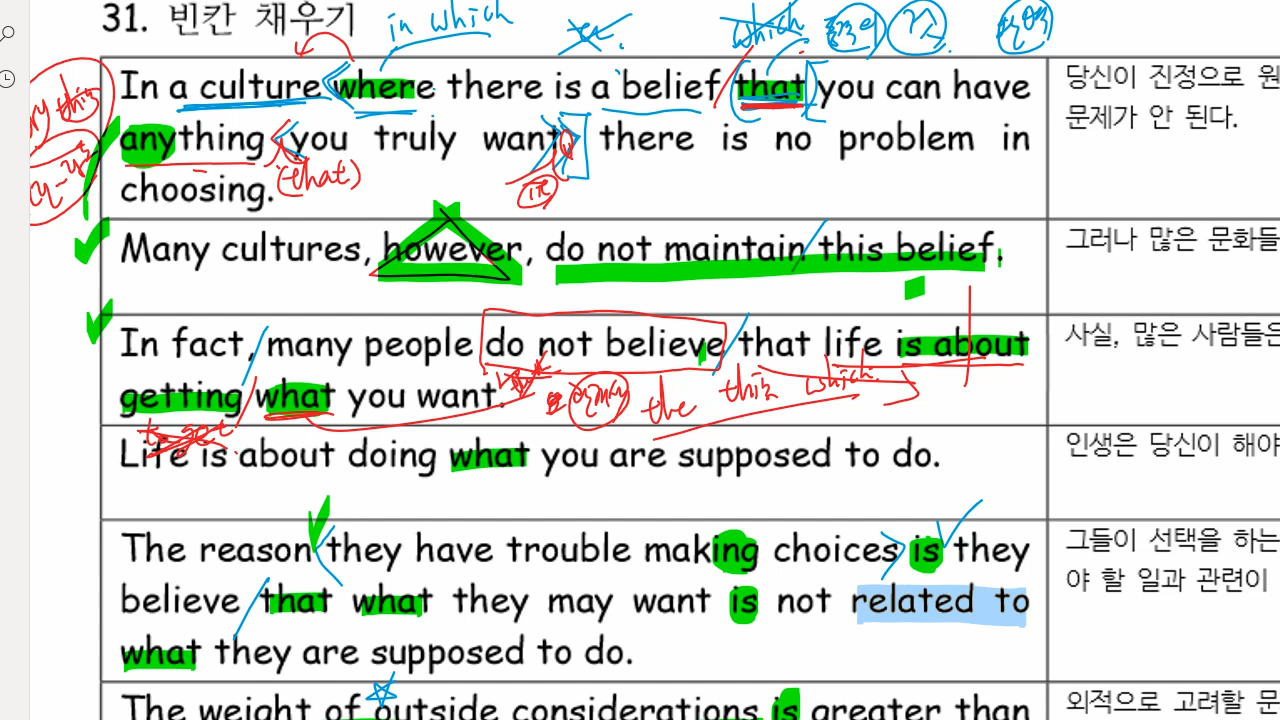 31. 빈칸 채우기
in which
which
In a culture where there is a belief that you can have
anything you truly want, there is no problem in
choosing.
(that)
당신이 진정으로 원
문제가 안 된다.
Many cultures, however, do not maintain this belief.
그러나 많은 문화들
In fact, many people do not believe that life is about
getting what you want.
the this which
사실, 많은 사람들은
Life is about doing what you are supposed to do.
인생은 당신이 해야
The reason they have trouble making choices is they
believe that what they may want is not related to
what they are supposed to do.
그들이 선택을 하는
야 할 일과 관련이
The weight of outside considerations is greater than
외적으로 고려할 문